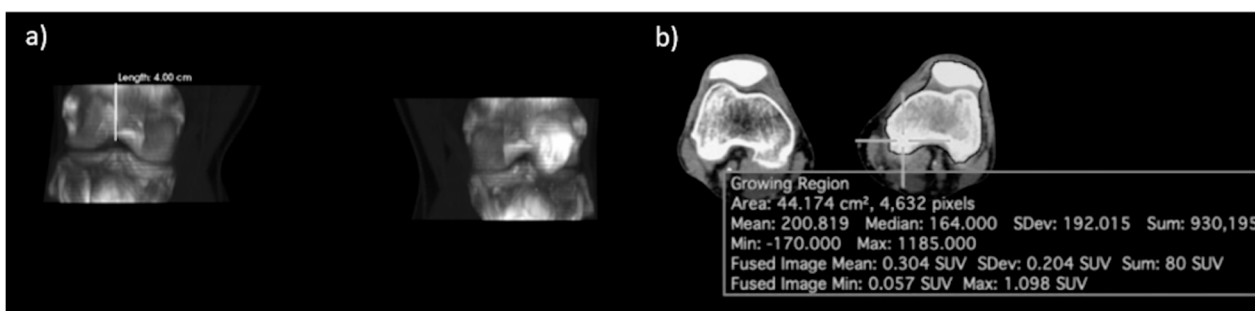 a)
Length: 4.00 cm
b)
Growing Region
Area: 44.174 cm², 4,632 pixels
Mean: 200.819 Median: 164.000 SDev: 192.015 Sum: 930,195
Min: -170.000 Max: 1185.000
Fused Image Mean: 0.304 SUV SDev: 0.204 SUV Sum: 80 SUV
Fused Image Min: 0.057 SUV Max: 1.098 SUV